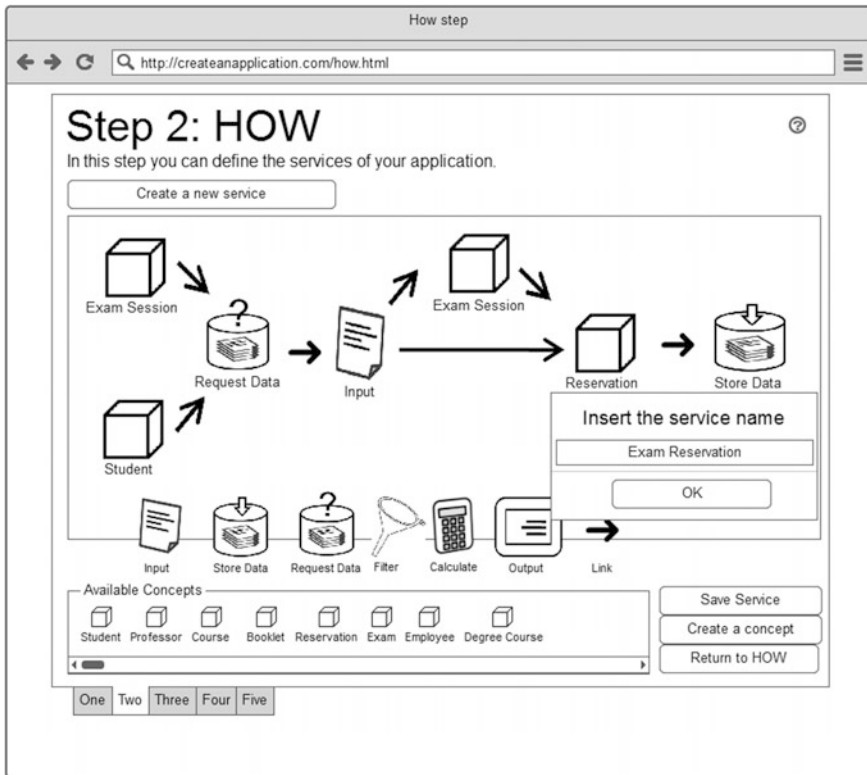 How step
http://createanapplication.com/how.html
Step 2: HOW
?
In this step you can define the services of your application.
Create a new service
Exam Session
Exam Session
?
Request Data
Input
Reservation
Store Data
Student
Insert the service name
Exam Reservation
OK
?
Input
Store Data
Request Data
Filter
Calculate
Output
Link
Available Concepts
Student
Professor
Course
Booklet
Reservation
Exam
Employee
Degree Course
Save Service
Create a concept
Return to HOW
One
Two
Three
Four
Five